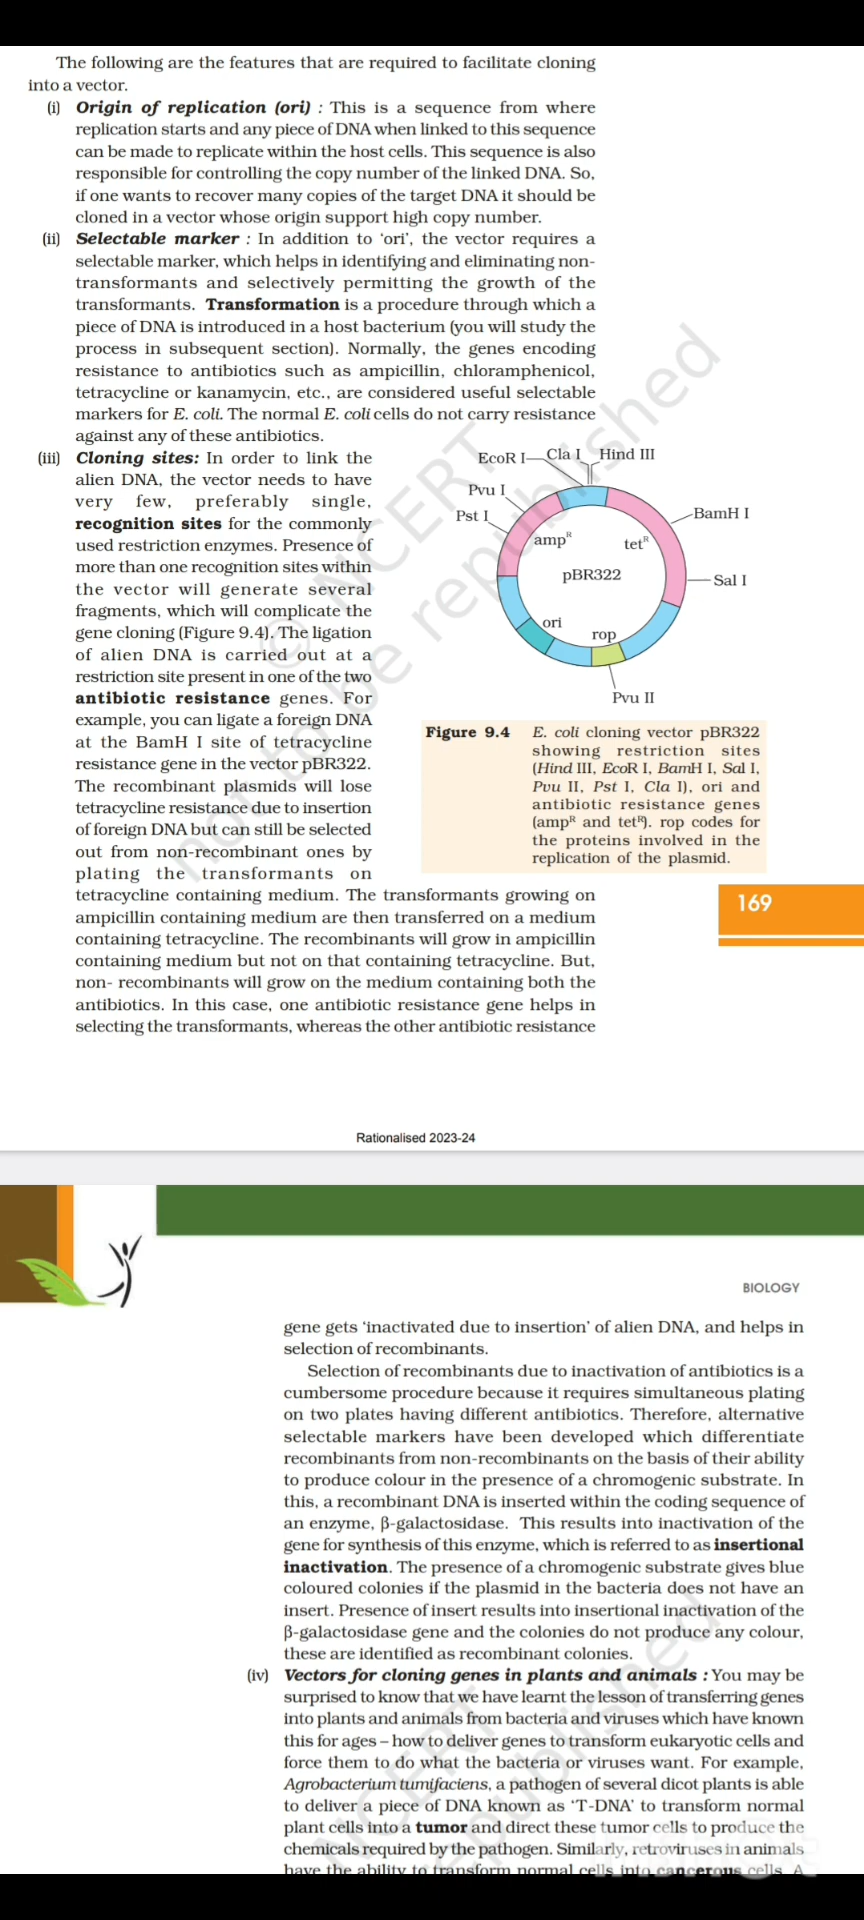 The following are the features that are required to facilitate cloning
into a vector.
(i) Origin of replication (ori) : This is a sequence from where
replication starts and any piece of DNA when linked to this sequence
can be made to replicate within the host cells. This sequence is also
responsible for controlling the copy number of the linked DNA. So,
if one wants to recover many copies of the target DNA it should be
cloned in a vector whose origin support high copy number.
(ii) Selectable marker : In addition to 'ori', the vector requires a
selectable marker, which helps in identifying and eliminating non-
transformants and selectively permitting the growth of the
transformants. Transformation is a procedure through which a
piece of DNA is introduced in a host bacterium (you will study the
process in subsequent section). Normally, the genes encoding
resistance to antibiotics such as ampicillin, chloramphenicol,
tetracycline or kanamycin, etc., are considered useful selectable
markers for E. coli. The normal E. coli cells do not carry resistance
against any of these antibiotics.
(iii) Cloning sites: In order to link the
alien DNA, the vector needs to have
very few, preferably single,
recognition sites for the commonly
used restriction enzymes. Presence of
more than one recognition sites within
the vector will generate several
fragments, which will complicate the
gene cloning (Figure 9.4). The ligation
of alien DNA is carried out at a
restriction site present in one of the two
antibiotic resistance genes. For
example, you can ligate a foreign DNA
at the BamH I site of tetracycline
resistance gene in the vector pBR322.
The recombinant plasmids will lose
tetracycline resistance due to insertion
of foreign DNA but can still be selected
out from non-recombinant ones by
plating the transformants on
tetracycline containing medium. The transformants growing on
ampicillin containing medium are then transferred on a medium
containing tetracycline. The recombinants will grow in ampicillin
containing medium but not on that containing tetracycline. But,
non- recombinants will grow on the medium containing both the
antibiotics. In this case, one antibiotic resistance gene helps in
selecting the transformants, whereas the other antibiotic resistance
EcoR I
Cla I
Hind III
Pvu I
Pst I
BamH I
ampR
tetR
pBR322
Sal I
ori
rop
Pvu II
Figure 9.4 E. coli cloning vector pBR322
showing restriction sites
(Hind III, EcoR I, BamH I, Sal I,
Pvu II, Pst I, Cla I), ori and
antibiotic resistance genes
(ampR and tetR). rop codes for
the proteins involved in the
replication of the plasmid.
169
© NCERT
not to be republished
Rationalised 2023-24
BIOLOGY
gene gets 'inactivated due to insertion' of alien DNA, and helps in
selection of recombinants.
Selection of recombinants due to inactivation of antibiotics is a
cumbersome procedure because it requires simultaneous plating
on two plates having different antibiotics. Therefore, alternative
selectable markers have been developed which differentiate
recombinants from non-recombinants on the basis of their ability
to produce colour in the presence of a chromogenic substrate. In
this, a recombinant DNA is inserted within the coding sequence of
an enzyme, β-galactosidase. This results into inactivation of the
gene for synthesis of this enzyme, which is referred to as insertional
inactivation. The presence of a chromogenic substrate gives blue
coloured colonies if the plasmid in the bacteria does not have an
insert. Presence of insert results into insertional inactivation of the
β-galactosidase gene and the colonies do not produce any colour,
these are identified as recombinant colonies.
(iv) Vectors for cloning genes in plants and animals : You may be
surprised to know that we have learnt the lesson of transferring genes
into plants and animals from bacteria and viruses which have known
this for ages – how to deliver genes to transform eukaryotic cells and
force them to do what the bacteria or viruses want. For example,
Agrobacterium tumifaciens, a pathogen of several dicot plants is able
to deliver a piece of DNA known as 'T-DNA' to transform normal
plant cells into a tumor and direct these tumor cells to produce the
chemicals required by the pathogen. Similarly, retroviruses in animals
have the ability to transform normal cells into cancerous cells. A
NCERT
republished